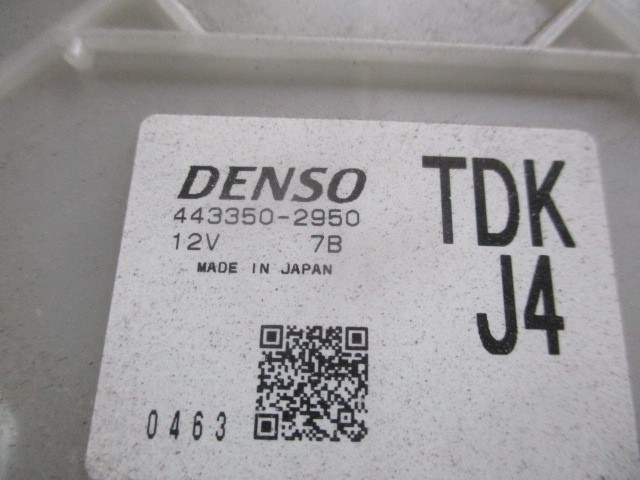 DENSO
443350-2950
12V 7B
MADE IN JAPAN
TDK
J4
0463